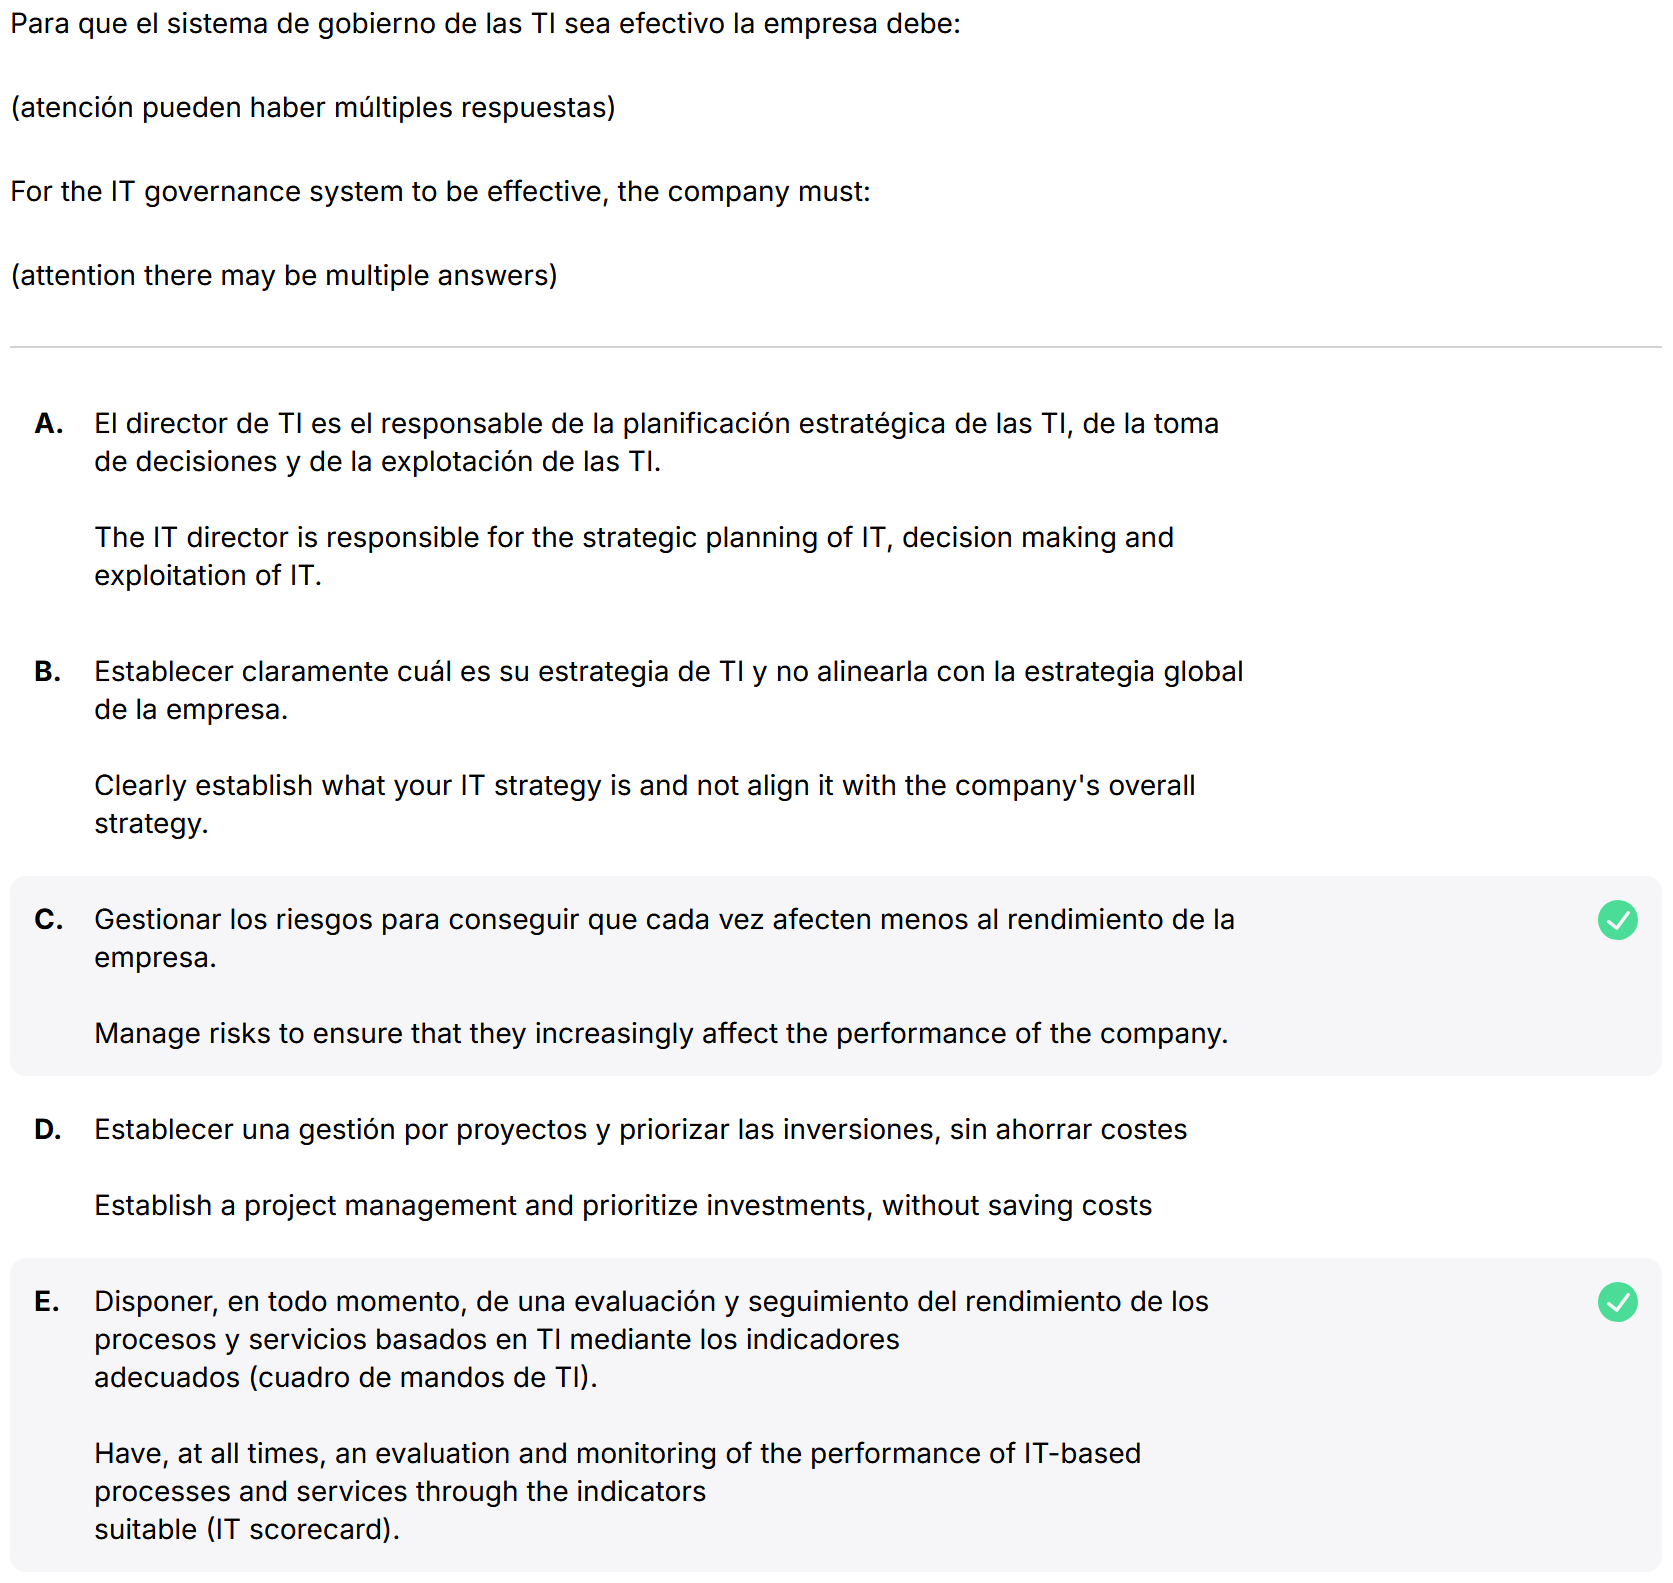 Para que el sistema de gobierno de las TI sea efectivo la empresa debe:
(atención pueden haber múltiples respuestas)
For the IT governance system to be effective, the company must:
(attention there may be multiple answers)
A. El director de TI es el responsable de la planificación estratégica de las TI, de la toma
de decisiones y de la explotación de las TI.
The IT director is responsible for the strategic planning of IT, decision making and
exploitation of IT.
B. Establecer claramente cuál es su estrategia de TI y no alinearla con la estrategia global
de la empresa.
Clearly establish what your IT strategy is and not align it with the company's overall
strategy.
C. Gestionar los riesgos para conseguir que cada vez afecten menos al rendimiento de la
empresa.
Manage risks to ensure that they increasingly affect the performance of the company.
D. Establecer una gestión por proyectos y priorizar las inversiones, sin ahorrar costes
Establish a project management and prioritize investments, without saving costs
E. Disponer, en todo momento, de una evaluación y seguimiento del rendimiento de los
procesos y servicios basados en TI mediante los indicadores
adecuados (cuadro de mandos de TI).
Have, at all times, an evaluation and monitoring of the performance of IT-based
processes and services through the indicators
suitable (IT scorecard).